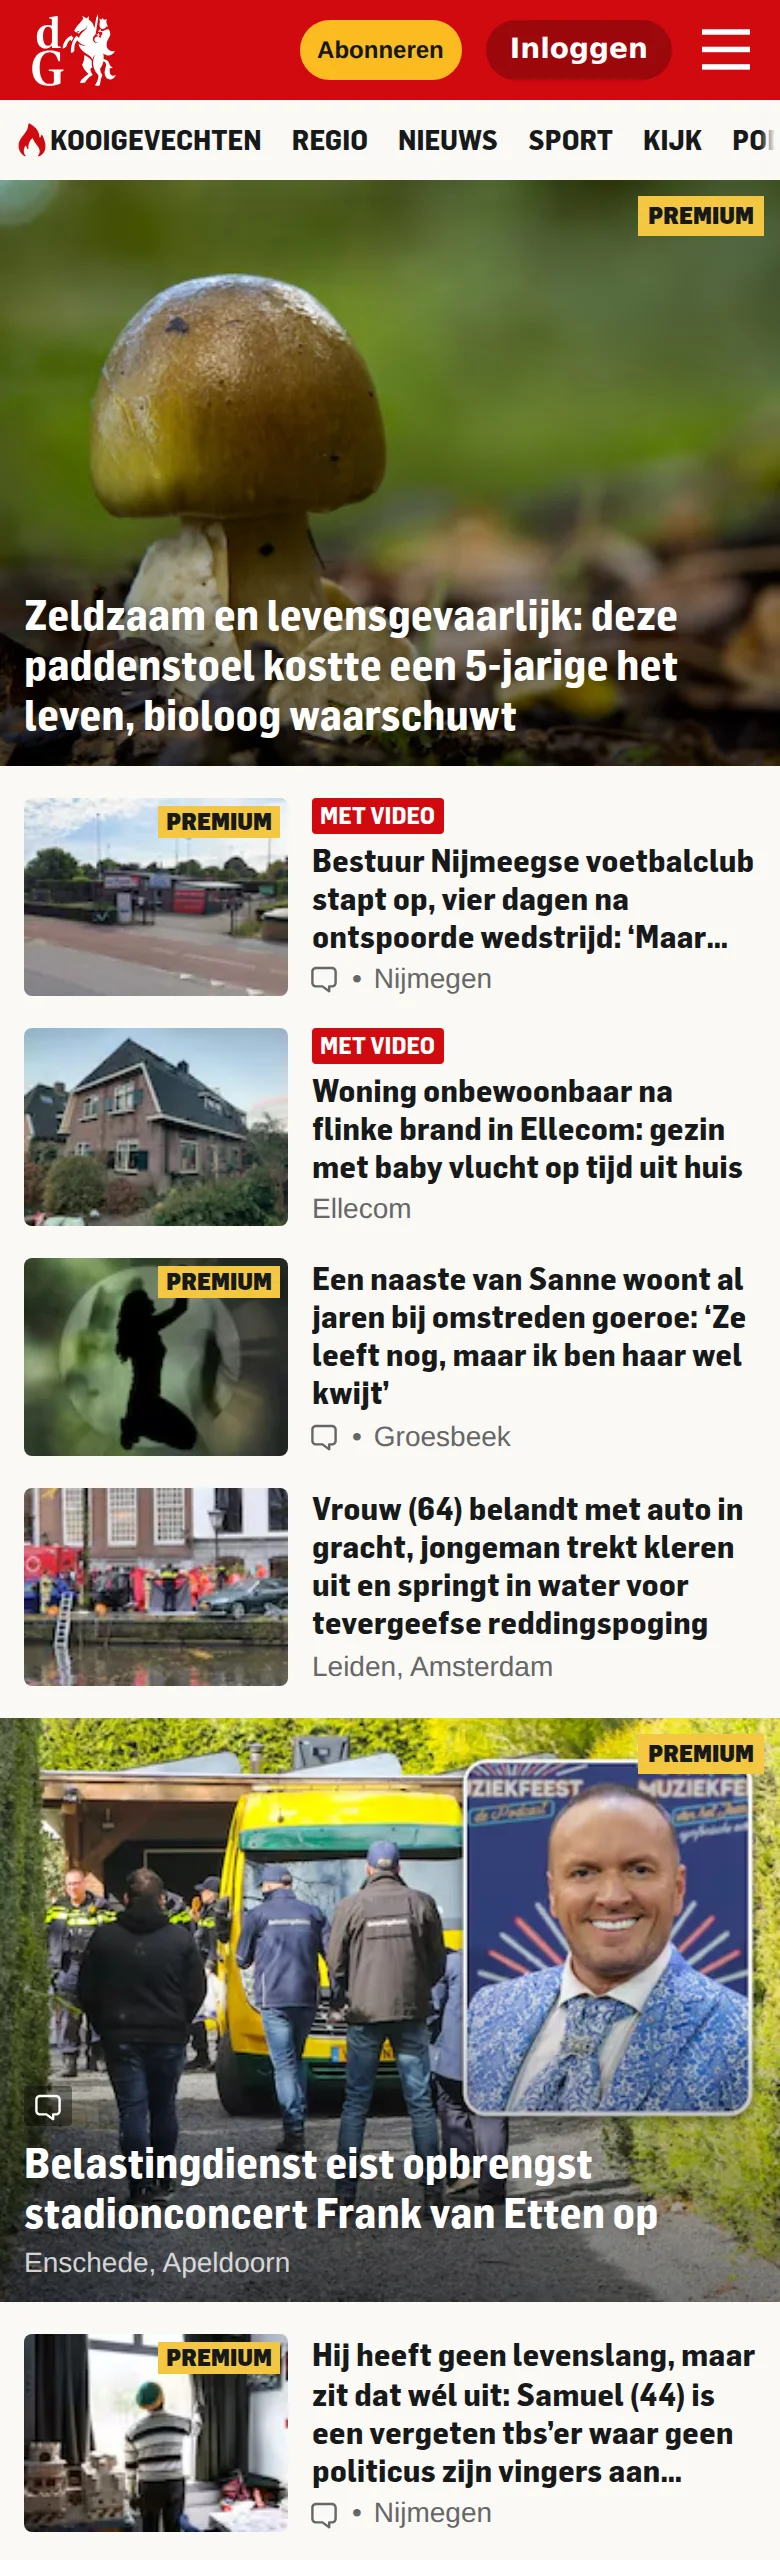 d
G
Abonneren
Inloggen
KOOIGEVECHTEN REGIO NIEUWS SPORT KIJK
PREMIUM
Zeldzaam en levensgevaarlijk: deze
paddenstoel kostte een 5-jarige het
leven, bioloog waarschuwt
PREMIUM
MET VIDEO
Bestuur Nijmeegse voetbalclub
stapt op, vier dagen na
ontspoorde wedstrijd: ‘Maar...
• Nijmegen
MET VIDEO
Woning onbewoonbaar na
flinke brand in Ellecom: gezin
met baby vlucht op tijd uit huis
Ellecom
PREMIUM
Een naaste van Sanne woont al
jaren bij omstreden goeroe: ‘Ze
leeft nog, maar ik ben haar wel
kwijt’
• Groesbeek
Vrouw (64) belandt met auto in
gracht, jongeman trekt kleren
uit en springt in water voor
tevergeefse reddingspoging
Leiden, Amsterdam
PREMIUM
ZIEKFEEST MUZIKFE
de Podcast
Belastingdienst eist opbrengst
stadionconcert Frank van Etten op
Enschede, Apeldoorn
PREMIUM
Hij heeft geen levenslang, maar
zit dat wél uit: Samuel (44) is
een vergeten tbs’er waar geen
politicus zijn vingers aan...
• Nijmegen